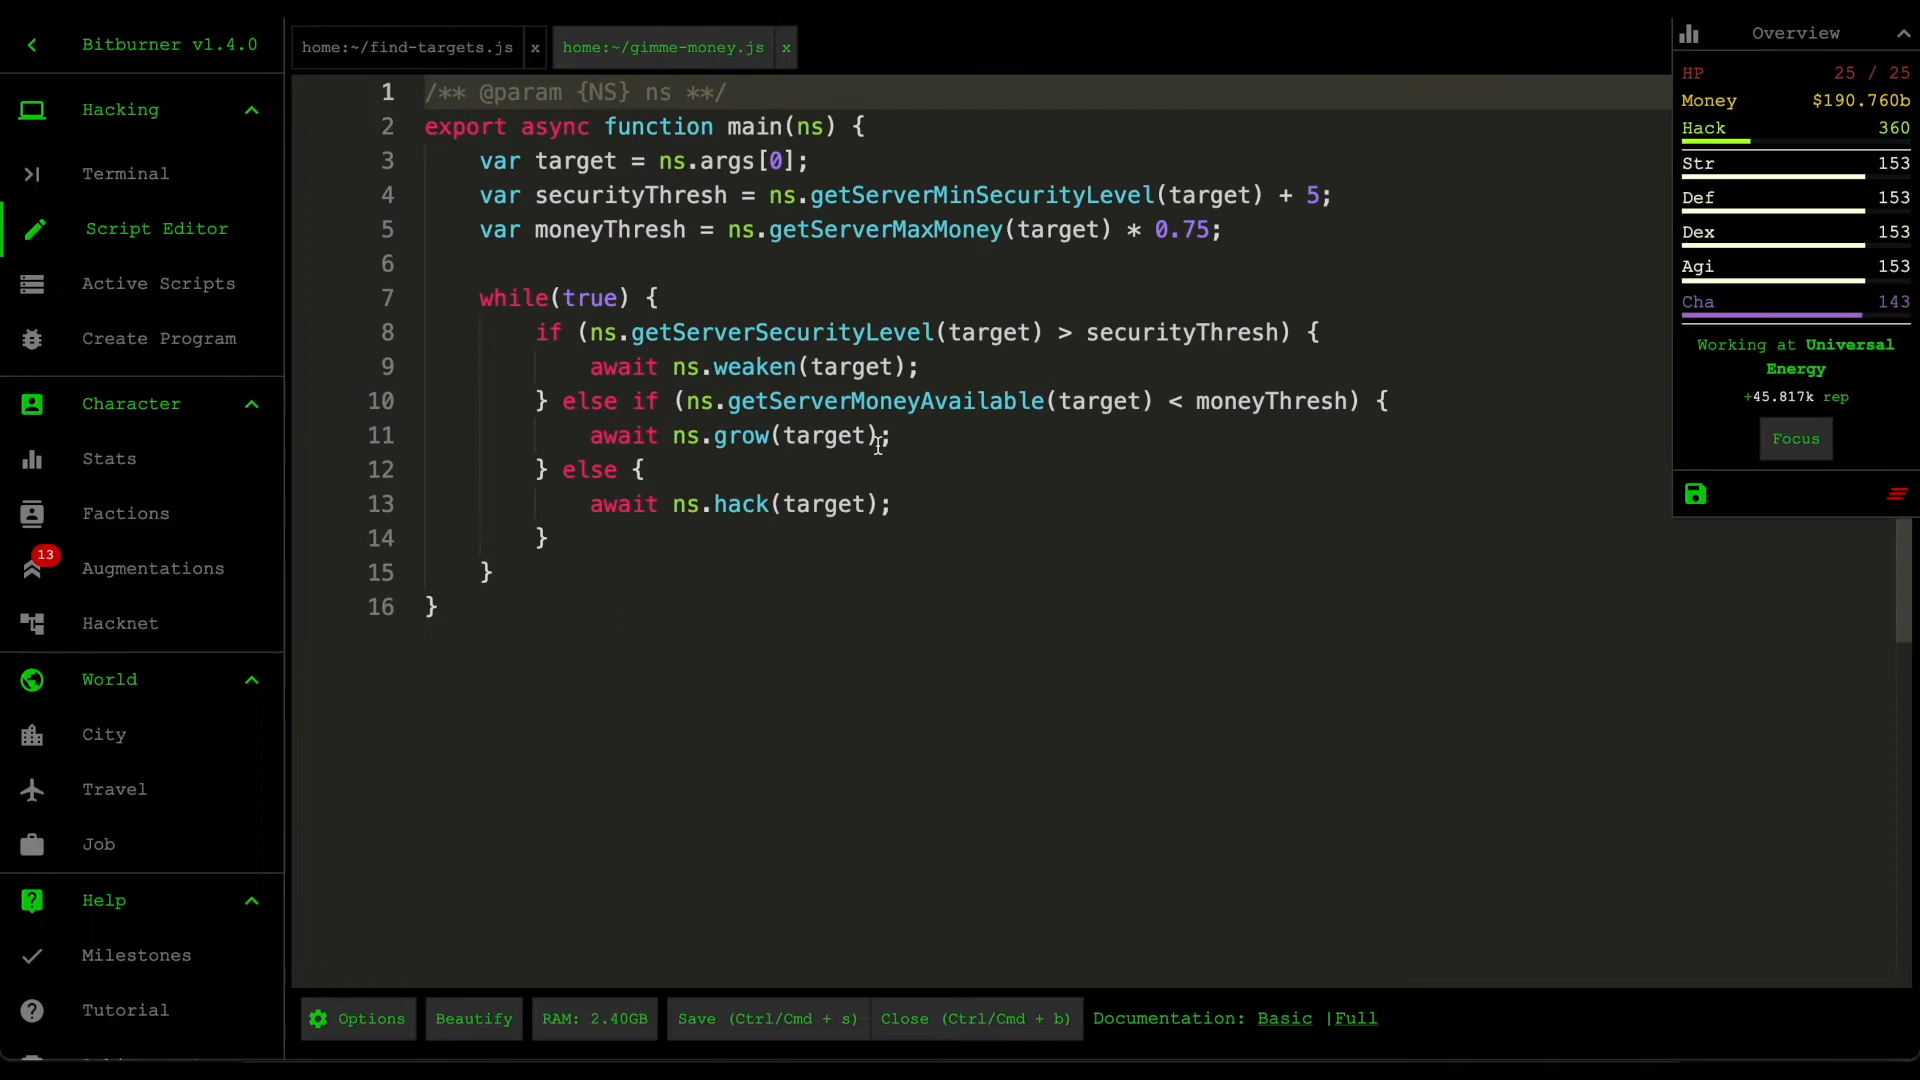 Bitburner v1.4.0
Hacking
Terminal
Script Editor
Active Scripts
Create Program
Character
Stats
Factions
13
Augmentations
Hacknet
World
City
Travel
Job
Help
Milestones
Tutorial
home:~/find-targets.js x
home:~/gimme-money.js x
1 /** @param {NS} ns **/
2 export async function main(ns) {
3 var target = ns.args[0];
4 var securityThresh = ns.getServerMinSecurityLevel(target) + 5;
5 var moneyThresh = ns.getServerMaxMoney(target) * 0.75;
6
7 while(true) {
8 if (ns.getServerSecurityLevel(target) > securityThresh) {
9 await ns.weaken(target);
10 } else if (ns.getServerMoneyAvailable(target) < moneyThresh) {
11 await ns.grow(target);
12 } else {
13 await ns.hack(target);
14 }
15 }
16 }
Options Beautify RAM: 2.40GB Save (Ctrl/Cmd + s) Close (Ctrl/Cmd + b) Documentation: Basic |Full
Overview
HP 25 / 25
Money $190.760b
Hack 360
Str 153
Def 153
Dex 153
Agi 153
Cha 143
Working at Universal
Energy
+45.817k rep
Focus